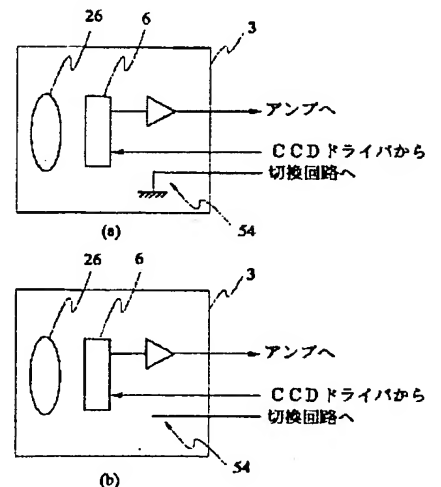 26 6 3
アンプへ
CCDドライバから
切換回路へ
54
(a)
26 6 3
アンプへ
CCDドライバから
切換回路へ
54
(b)